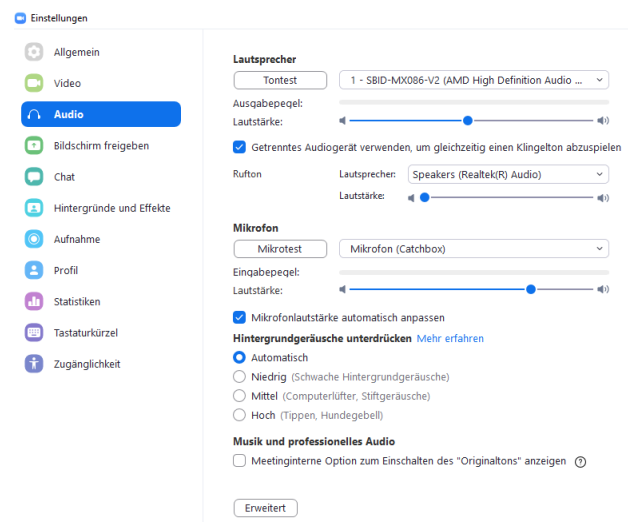 Einstellungen
Allgemein
Video
Audio
Bildschirm freigeben
Chat
Hintergründe und Effekte
Aufnahme
Profil
Statistiken
Tastaturkürzel
Zugänglichkeit
Lautsprecher
Tontest 1 - SBID-MX086-V2 (AMD High Definition Audio ...
Ausgabepegel:
Lautstärke:
Getrenntes Audiogerät verwenden, um gleichzeitig einen Klingelton abzuspielen
Rufton Lautsprecher: Speakers (Realtek(R) Audio)
Lautstärke:
Mikrofon
Mikrotest Mikrofon (Catchbox)
Eingabepegel:
Lautstärke:
Mikrofonlautstärke automatisch anpassen
Hintergrundgeräusche unterdrücken Mehr erfahren
Automatisch
Niedrig (Schwache Hintergrundgeräusche)
Mittel (Computerlüfter, Stiftgeräusche)
Hoch (Tippen, Hundegebell)
Musik und professionelles Audio
Meetinginterne Option zum Einschalten des "Originaltons" anzeigen ?
Erweitert